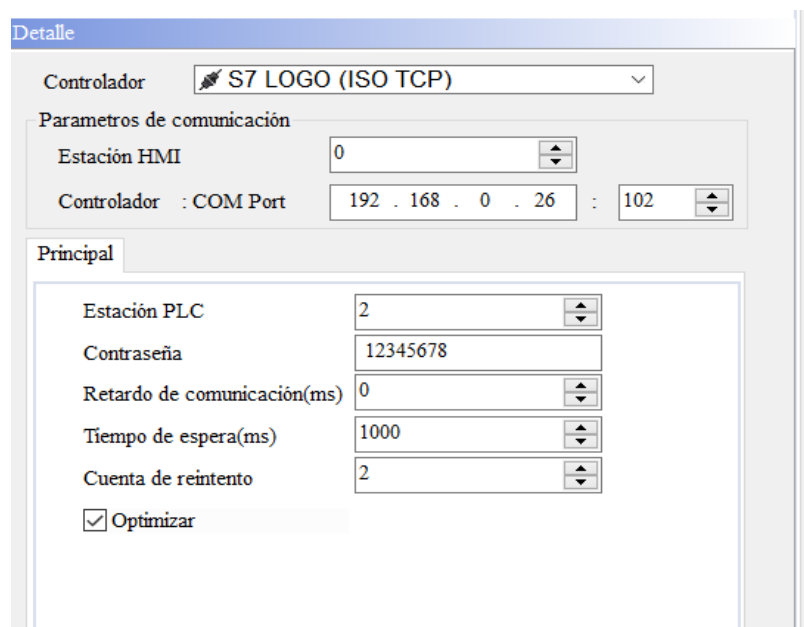 Detalle
Controlador S7 LOGO (ISO TCP)
Parametros de comunicación
Estación HMI 0
Controlador : COM Port 192 . 168 . 0 . 26 : 102
Principal
Estación PLC 2
Contraseña 12345678
Retardo de comunicación(ms) 0
Tiempo de espera(ms) 1000
Cuenta de reintento 2
Optimizar